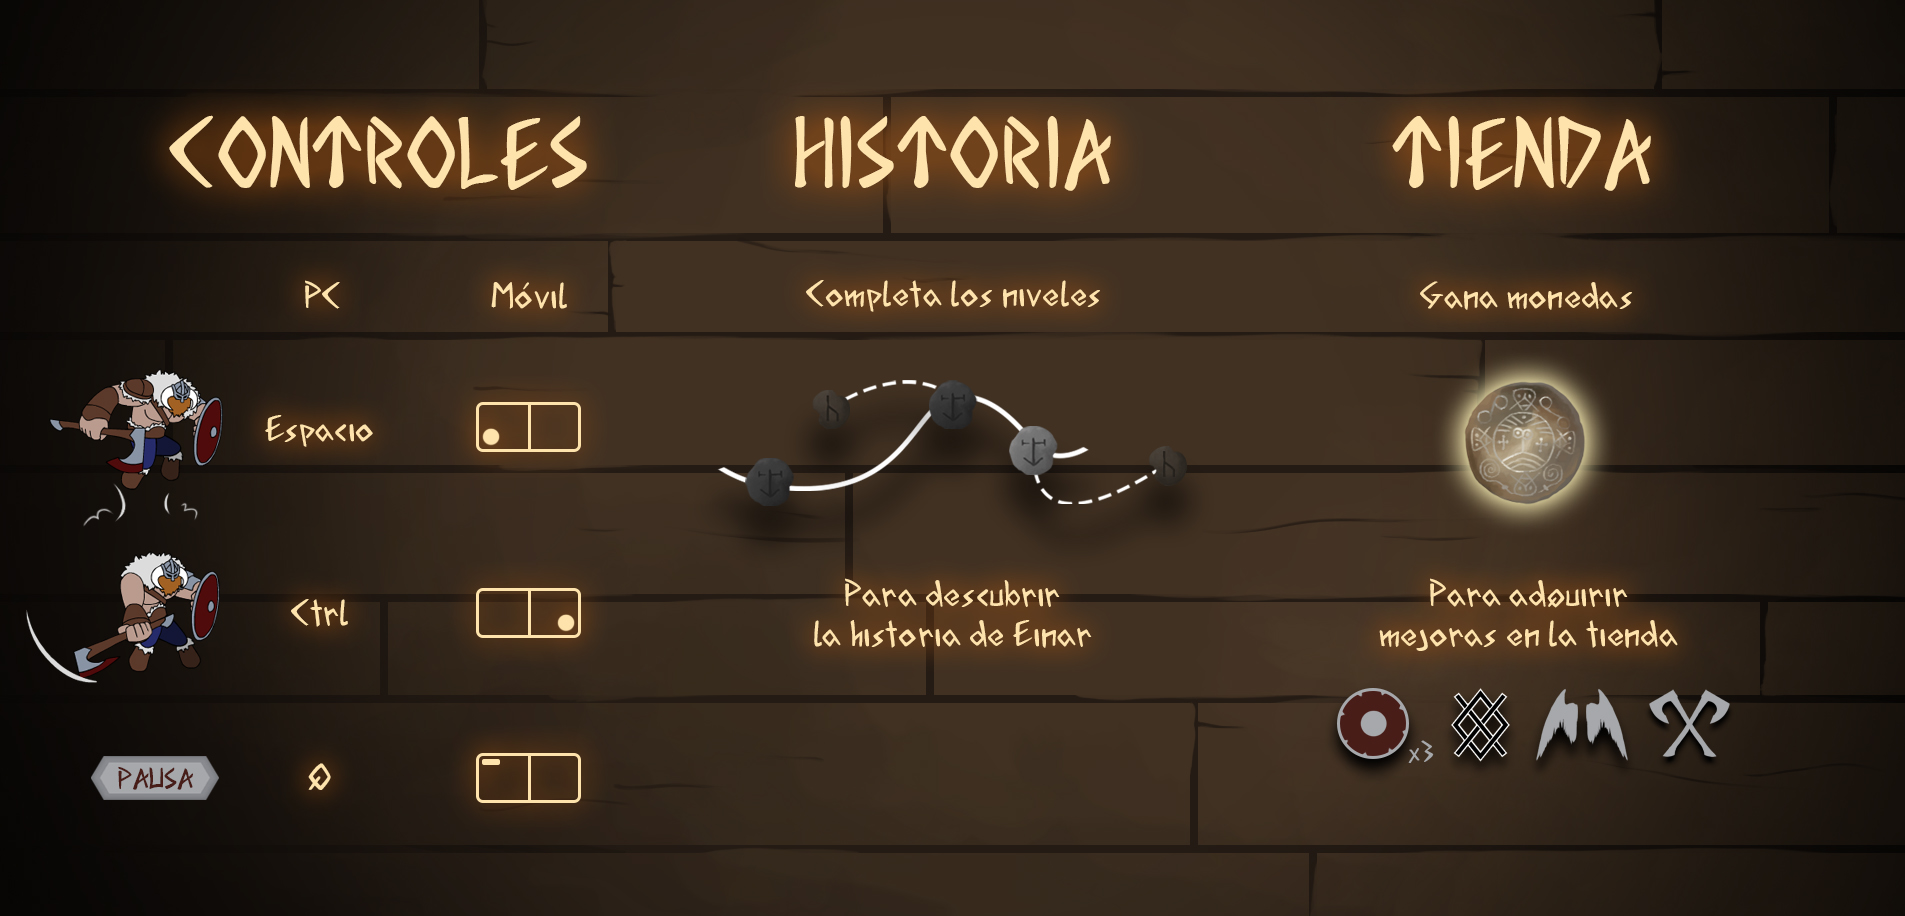 CONTROLES
PC
Móvil
Espacio
Ctrl
PAUSA
Q
HISTORIA
Completa los niveles
Para descubrir
la historia de Einar
TIENDA
Gana monedas
Para adquirir
mejoras en la tienda
x3